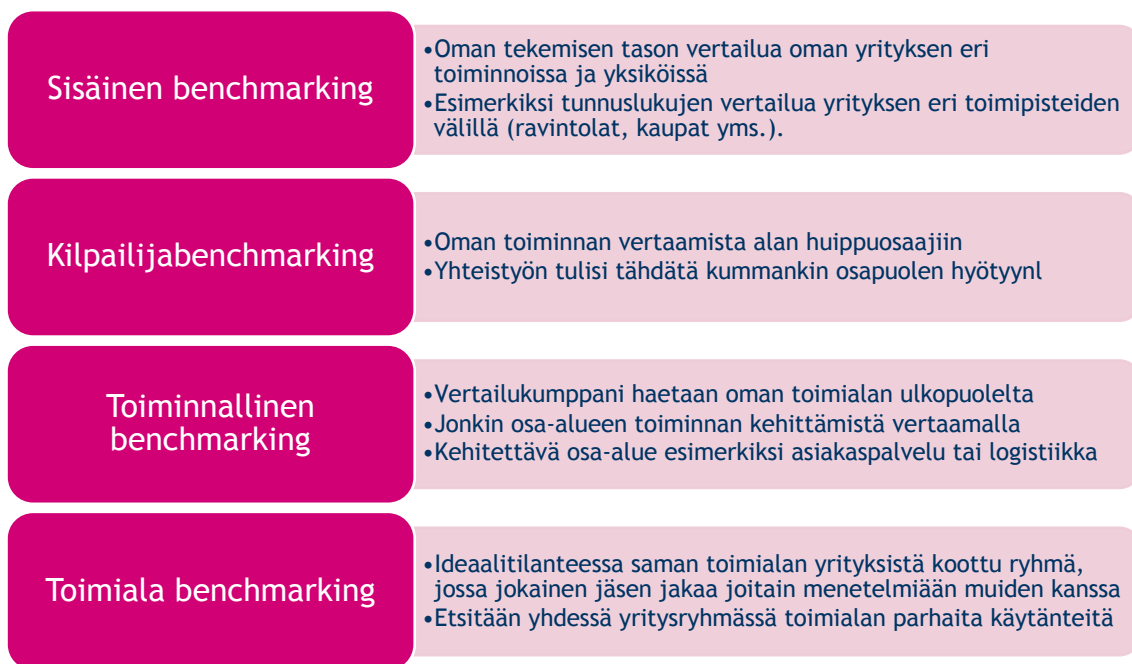 Sisäinen benchmarking
•Oman tekemisen tason vertailua oman yrityksen eri
toiminnoissa ja yksiköissä
•Esimerkiksi tunnuslukujen vertailua yrityksen eri toimipisteiden
välillä (ravintolat, kaupat yms.).
Kilpailijabenchmarking
•Oman toiminnan vertaamista alan huippuosaajiin
•Yhteistyön tulisi tähdätä kummankin osapuolen hyötyynl
Toiminnallinen
benchmarking
•Vertailukumppani haetaan oman toimialan ulkopuolelta
•Jonkin osa-alueen toiminnan kehittämistä vertaamalla
•Kehitettävä osa-alue esimerkiksi asiakaspalvelu tai logistiikka
Toimiala benchmarking
•Ideaalitilanteessa saman toimialan yrityksistä koottu ryhmä,
jossa jokainen jäsen jakaa joitain menetelmiään muiden kanssa
•Etsitään yhdessä yritysryhmässä toimialan parhaita käytänteitä